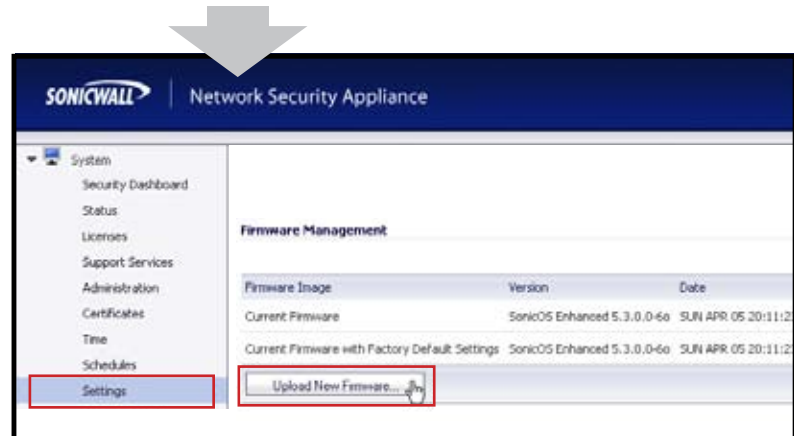 SONICWALL | Network Security Appliance
System
Security Dashboard
Status
Licenses
Support Services
Administration
Certificates
Time
Schedules
Settings
Firmware Management
Firmware Image Version Date
Current Firmware SonicOS Enhanced 5.3.0.0-6o SUN APR 05 20:11:2
Current Firmware with Factory Default Settings SonicOS Enhanced 5.3.0.0-6o SUN APR 05 20:11:2
Upload New Firmware...